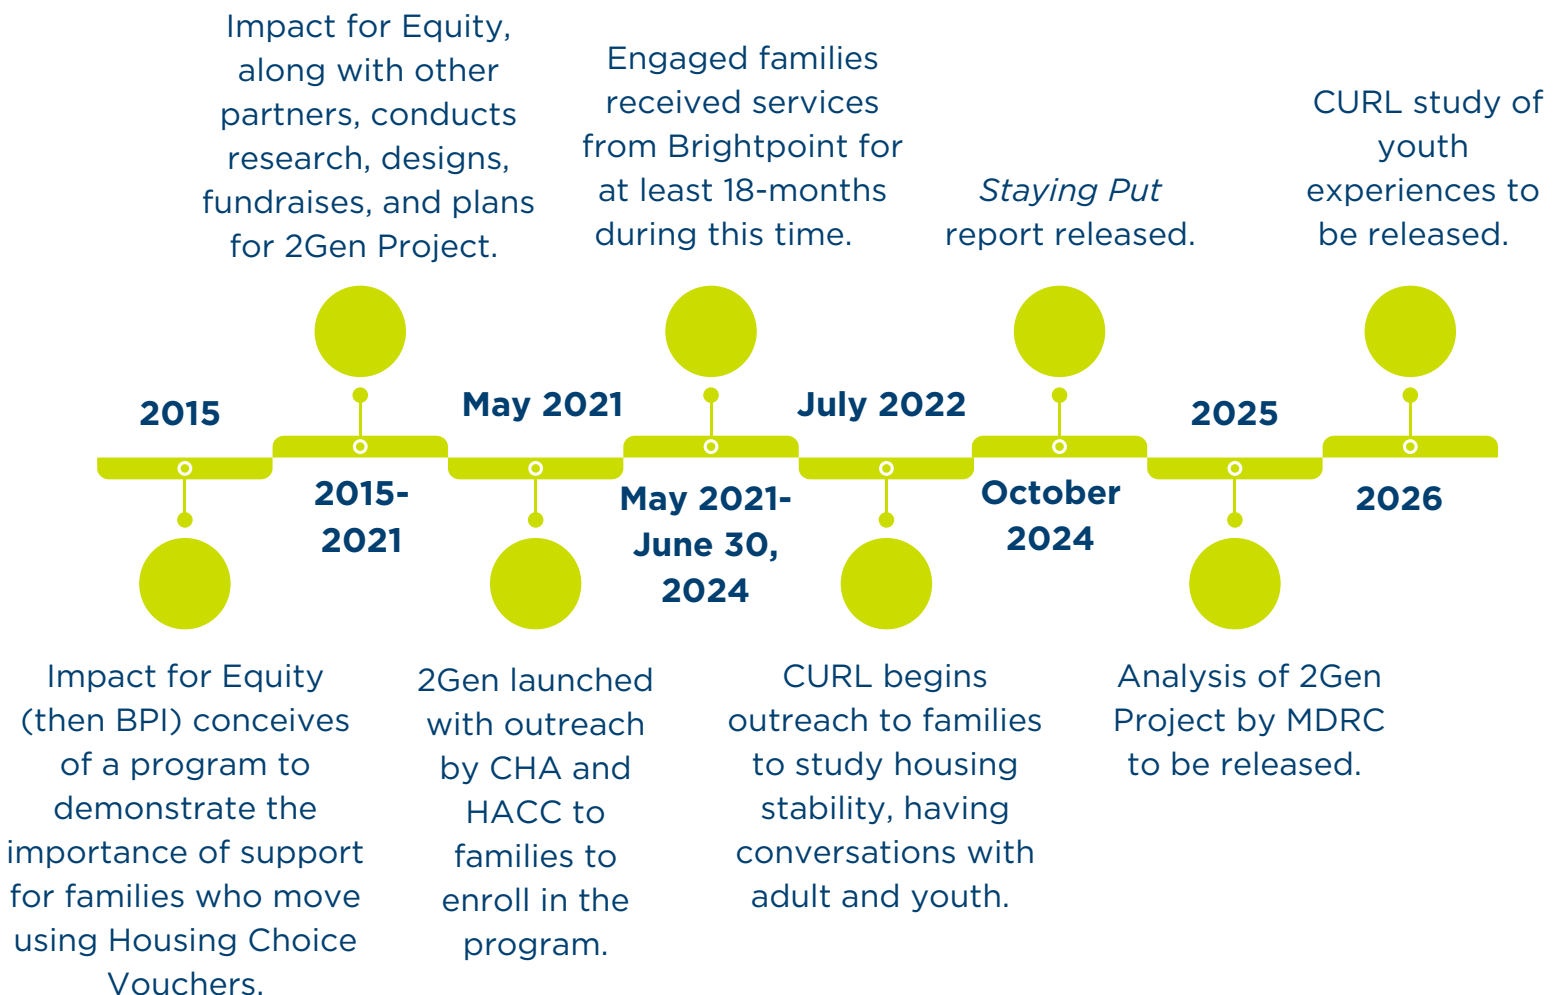 Impact for Equity,
along with other
partners, conducts
research, designs,
fundraises, and plans
for 2Gen Project.
Engaged families
received services
from Brightpoint for
at least 18-months
during this time.
Staying Put
report released.
CURL study of
youth
experiences to
be released.
2015
May 2021
July 2022
2025
2015-
2021
May 2021-
June 30,
2024
October
2024
2026
Impact for Equity
(then BPI) conceives
of a program to
demonstrate the
importance of support
for families who move
using Housing Choice
Vouchers.
2Gen launched
with outreach
by CHA and
HACC to
families to
enroll in the
program.
CURL begins
outreach to families
to study housing
stability, having
conversations with
adult and youth.
Analysis of 2Gen
Project by MDRC
to be released.